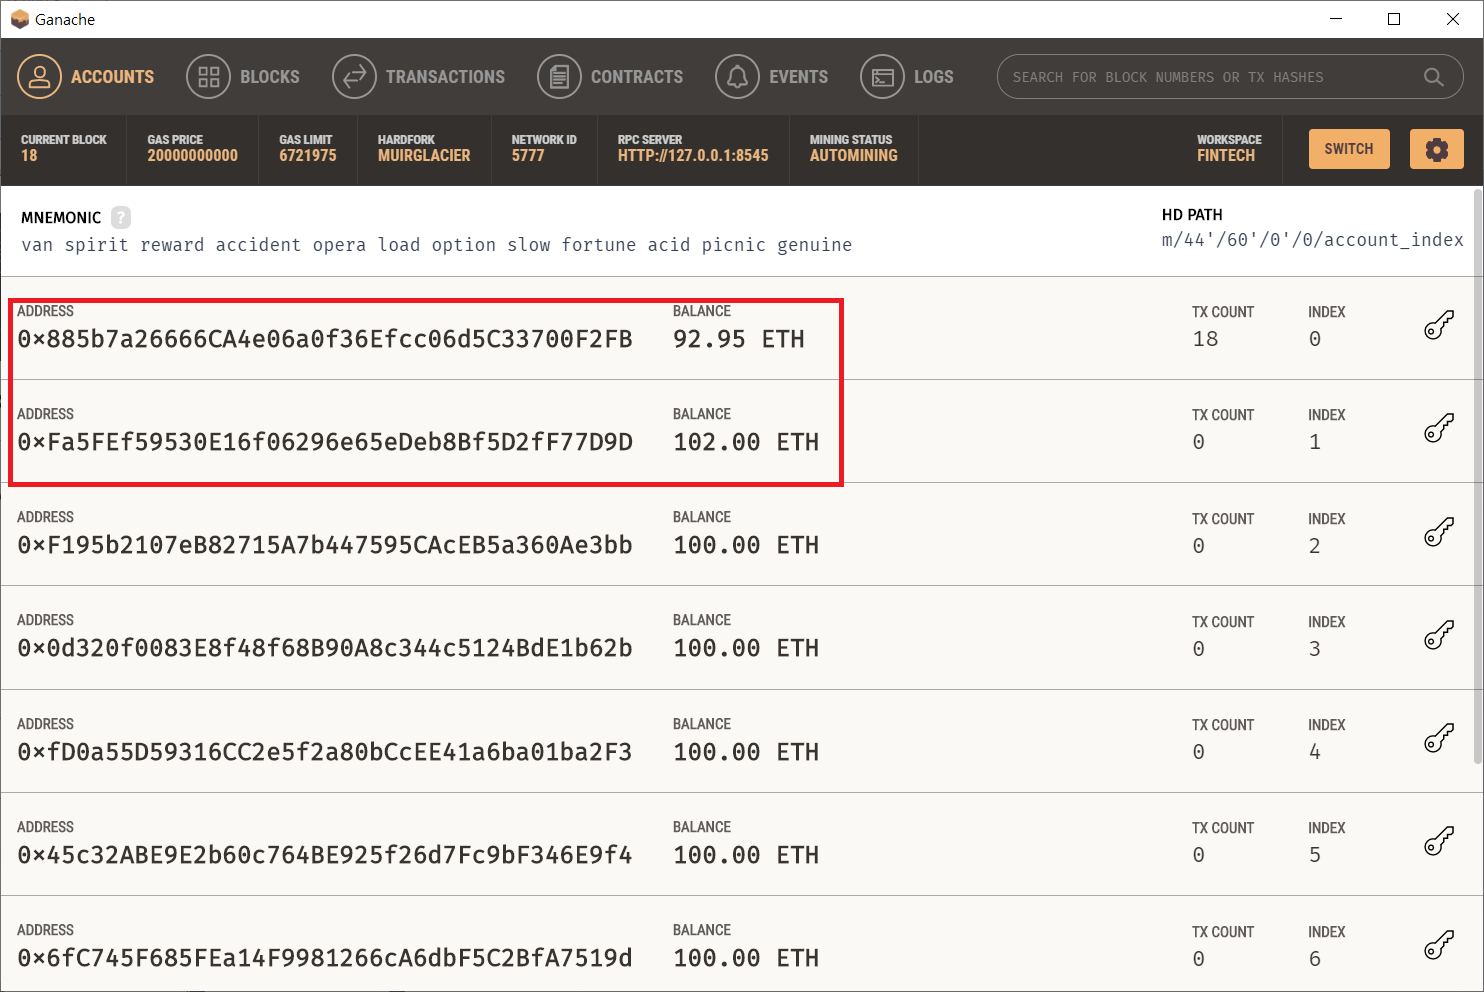 Ganache
ACCOUNTS BLOCKS TRANSACTIONS CONTRACTS EVENTS LOGS SEARCH FOR BLOCK NUMBERS OR TX HASHES
CURRENT BLOCK GAS PRICE GAS LIMIT HARDFORK NETWORK ID RPC SERVER MINING STATUS WORKSPACE
18 20000000000 6721975 MUIRGLACIER 5777 HTTP://127.0.0.1:8545 AUTOMINING FINTECH SWITCH
MNEMONIC ? HD PATH
van spirit reward accident opera load option slow fortune acid picnic genuine m/44'/60'/0'/0/account_index
ADDRESS BALANCE TX COUNT INDEX
0×885b7a26666CA4e06a0f36Efcc06d5C33700F2FB 92.95 ETH 18 0
ADDRESS BALANCE TX COUNT INDEX
0×Fa5FEf59530E16f06296e65eDeb8Bf5D2fF77D9D 102.00 ETH 0 1
ADDRESS BALANCE TX COUNT INDEX
0×F195b2107eB82715A7b447595CAcEB5a360Ae3bb 100.00 ETH 0 2
ADDRESS BALANCE TX COUNT INDEX
0×0d320f0083E8f48f68B90A8c344c5124BdE1b62b 100.00 ETH 0 3
ADDRESS BALANCE TX COUNT INDEX
0×fD0a55D59316CC2e5f2a80bCcEE41a6ba01ba2F3 100.00 ETH 0 4
ADDRESS BALANCE TX COUNT INDEX
0×45c32ABE9E2b60c764BE925f26d7Fc9bF346E9f4 100.00 ETH 0 5
ADDRESS BALANCE TX COUNT INDEX
0×6fC745F685FEa14F9981266cA6dbF5C2BfA7519d 100.00 ETH 0 6